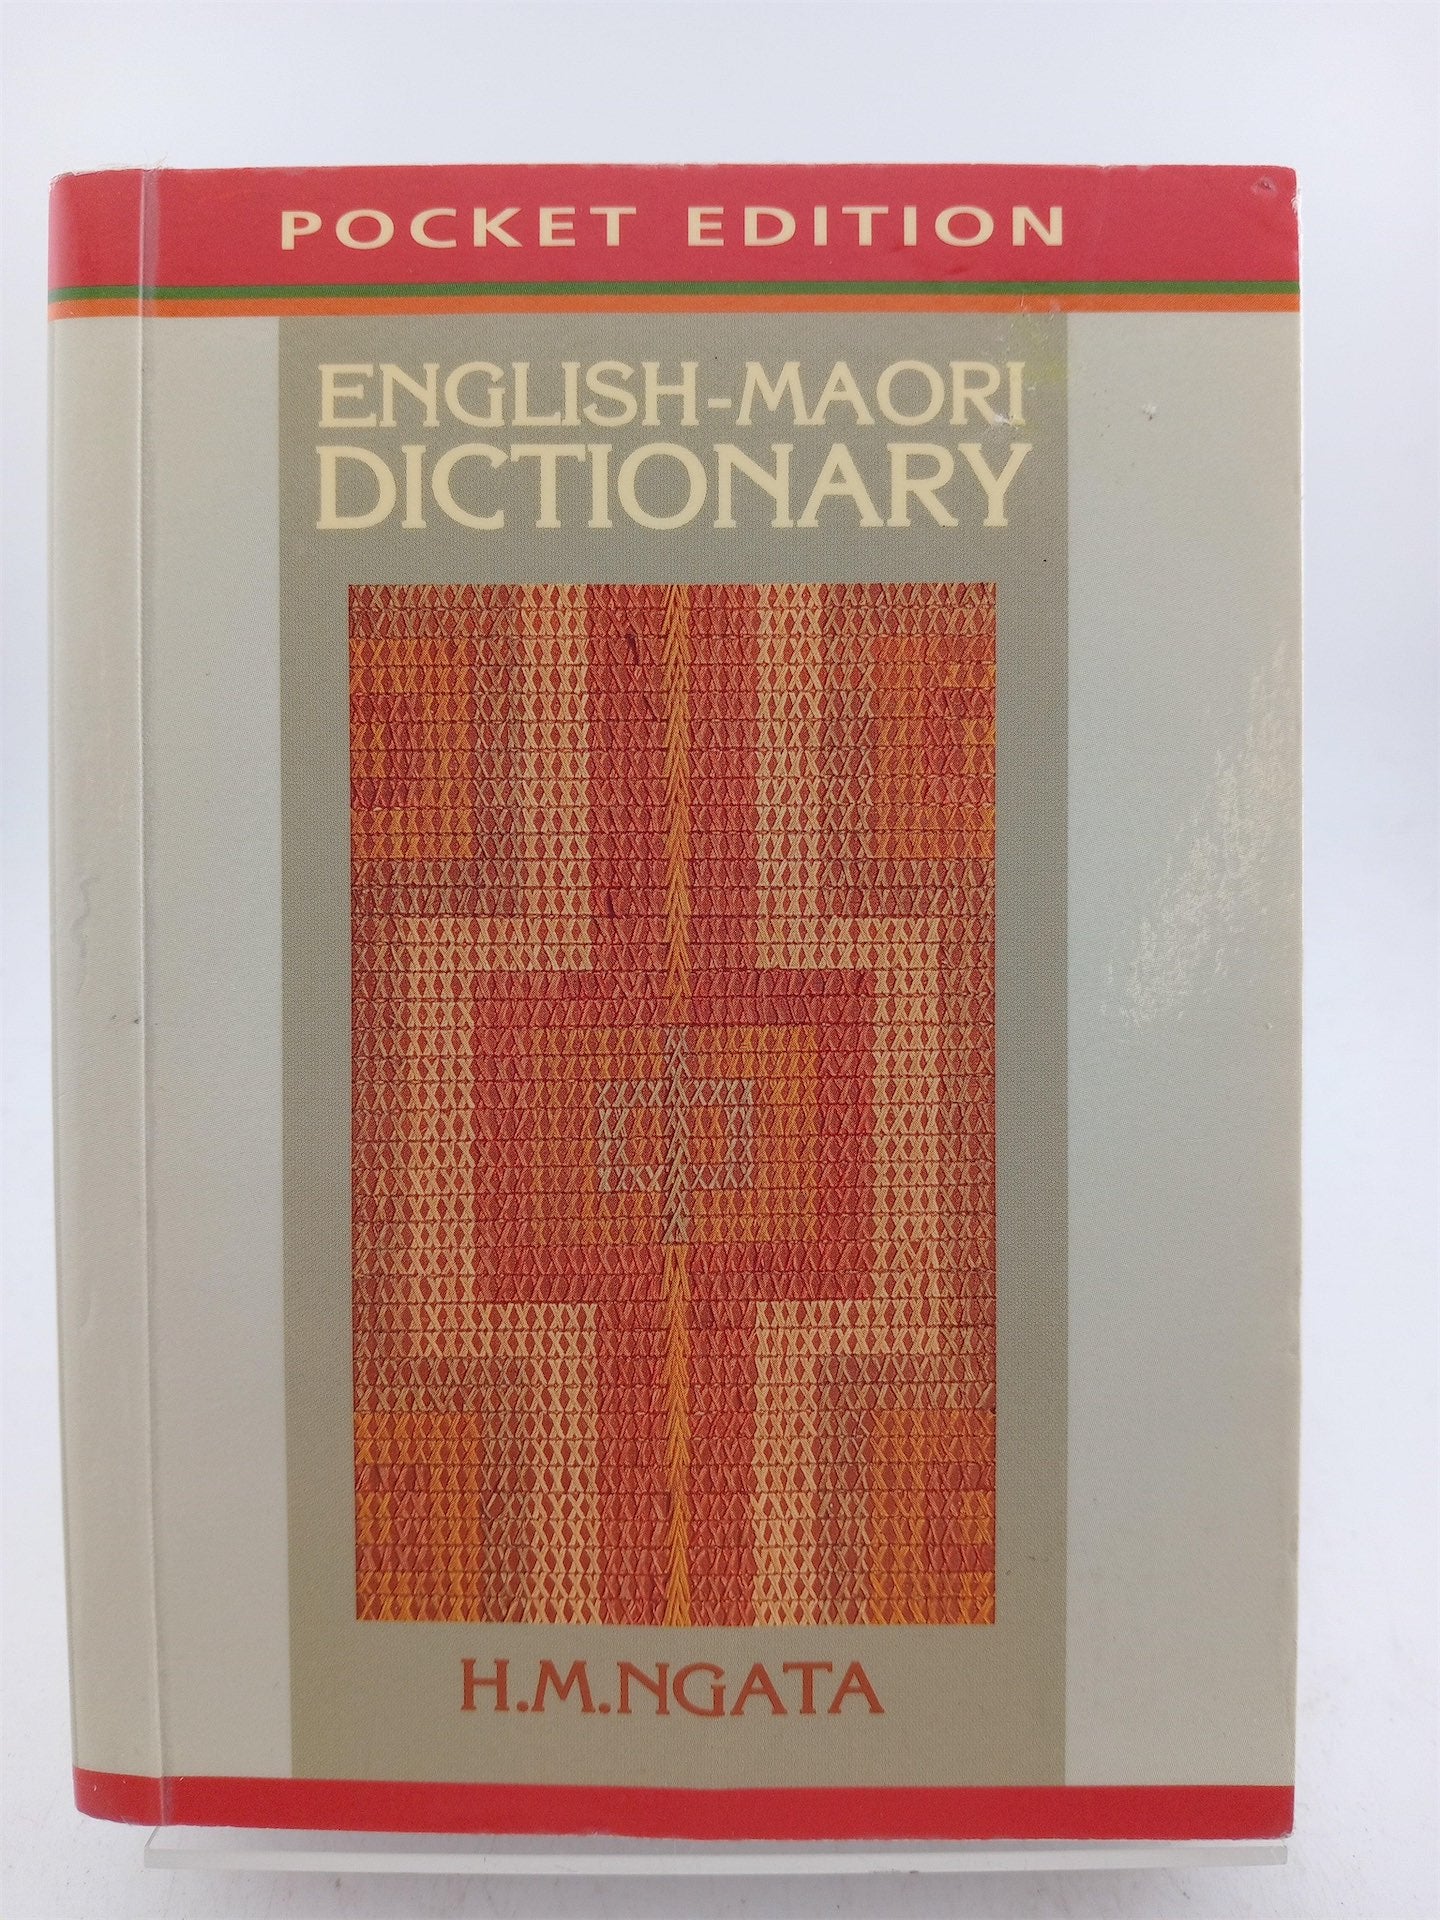 POCKET EDITION
ENGLISH-MAORI
DICTIONARY
H.M.NGATA